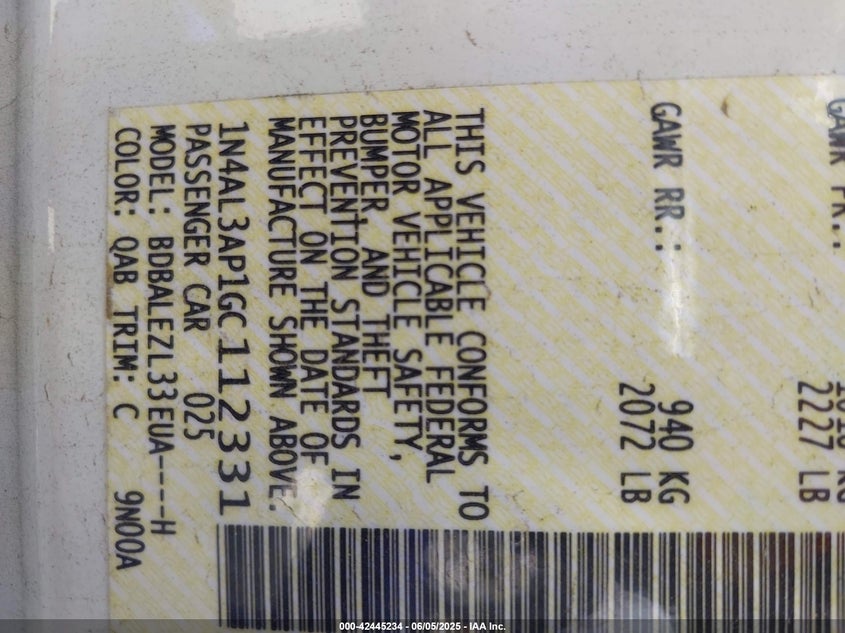 GAWR FR.:
2227 LB
GAWR RR.: 940 KG
2072 LB
THIS VEHICLE CONFORMS TO
ALL APPLICABLE FEDERAL
MOTOR VEHICLE SAFETY,
BUMPER AND THEFT
PREVENTION STANDARDS IN
EFFECT ON THE DATE OF
MANUFACTURE SHOWN ABOVE.
1N4AL3AP1GC112331
PASSENGER CAR 025
MODEL: BDBALEZL33EUA----H
COLOR: QAB TRIM: C 9N00A
000-42445234 - 06/05/2025 - IAA Inc.